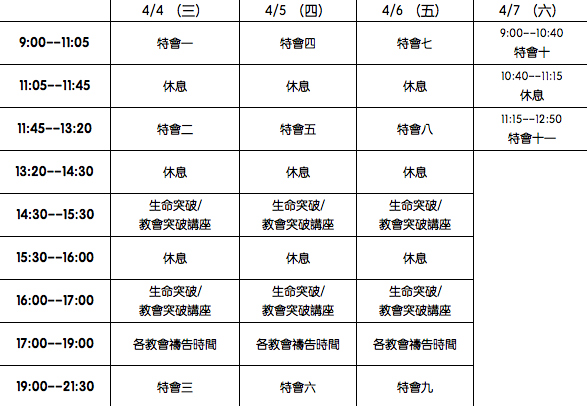 4/4 （三） 4/5 （四） 4/6 （五） 4/7 （六）
9:00--11:05 特會一 特會四 特會七 9:00--10:40
特會十
11:05--11:45 休息 休息 休息 10:40--11:15
休息
11:45--13:20 特會二 特會五 特會八 11:15--12:50
特會十一
13:20--14:30 休息 休息 休息
14:30--15:30 生命突破/ 生命突破/ 生命突破/
教會突破講座 教會突破講座 教會突破講座
15:30--16:00 休息 休息 休息
16:00--17:00 生命突破/ 生命突破/ 生命突破/
教會突破講座 教會突破講座 教會突破講座
17:00--19:00 各教會禱告時間 各教會禱告時間 各教會禱告時間
19:00--21:30 特會三 特會六 特會九